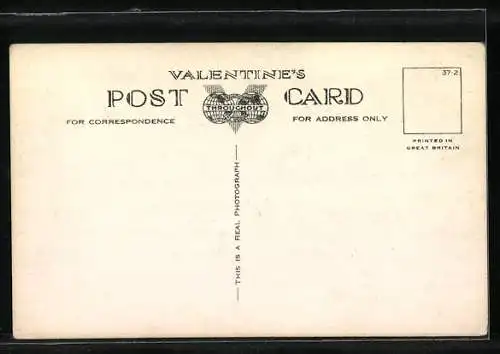 VALENTINE'S
POST CARD
THROUGHOUT
FOR CORRESPONDENCE
FOR ADDRESS ONLY
37-2
PRINTED IN
GREAT BRITAIN
THIS IS A REAL PHOTOGRAPH